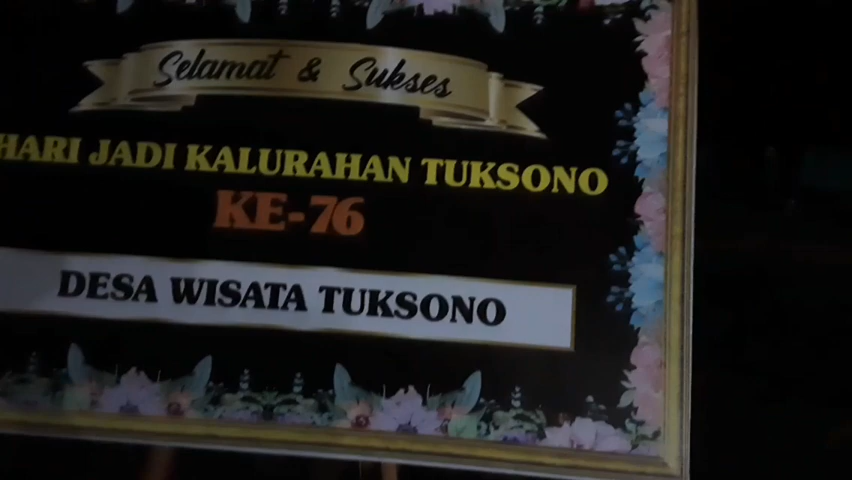 Selamat & Sukses
HARI JADI KALURAHAN TUKSONO
KE-76
DESA WISATA TUKSONO